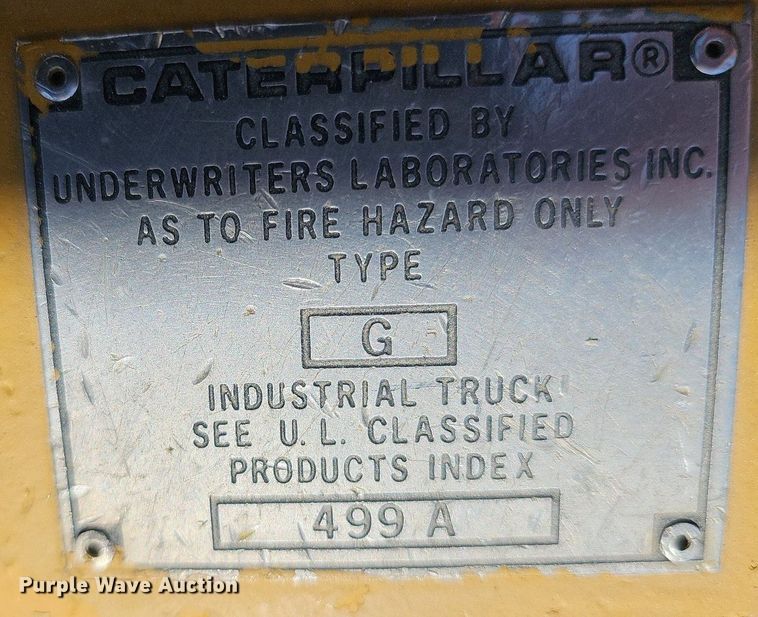 CATERPILLAR®
CLASSIFIED BY
UNDERWRITERS LABORATORIES INC.
AS TO FIRE HAZARD ONLY
TYPE
G
INDUSTRIAL TRUCK
SEE U.L. CLASSIFIED
PRODUCTS INDEX
499 A
Purple Wave Auction